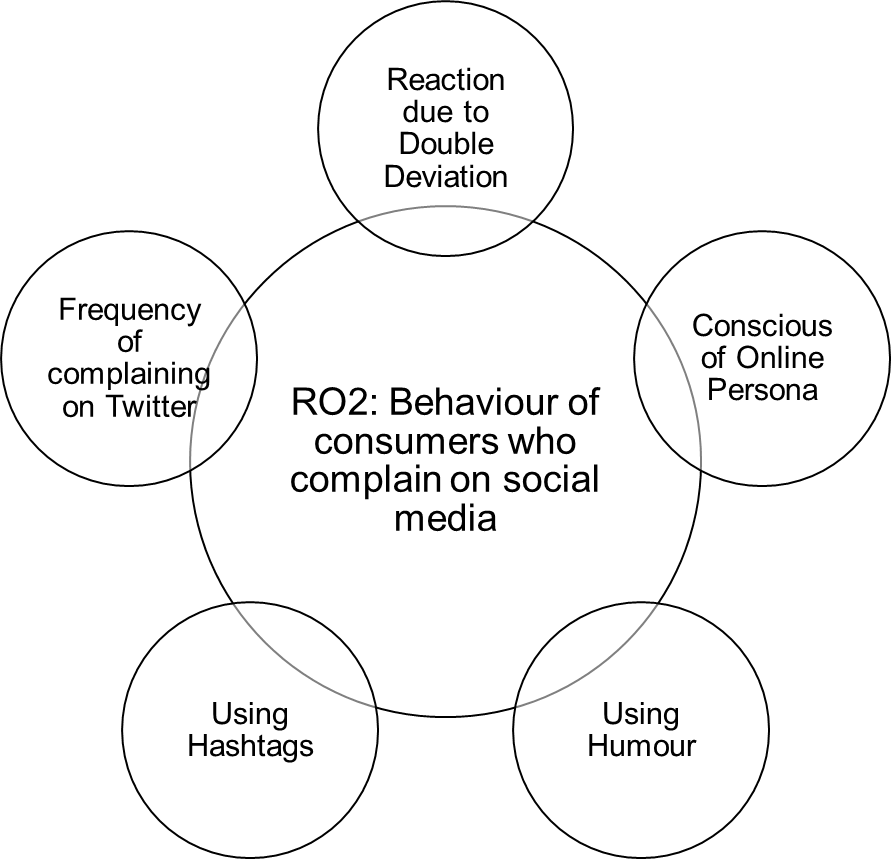 Reaction
due to
Double
Deviation
Frequency
of
complaining
on Twitter
Conscious
of Online
Persona
RO2: Behaviour of
consumers who
complain on social
media
Using
Hashtags
Using
Humour